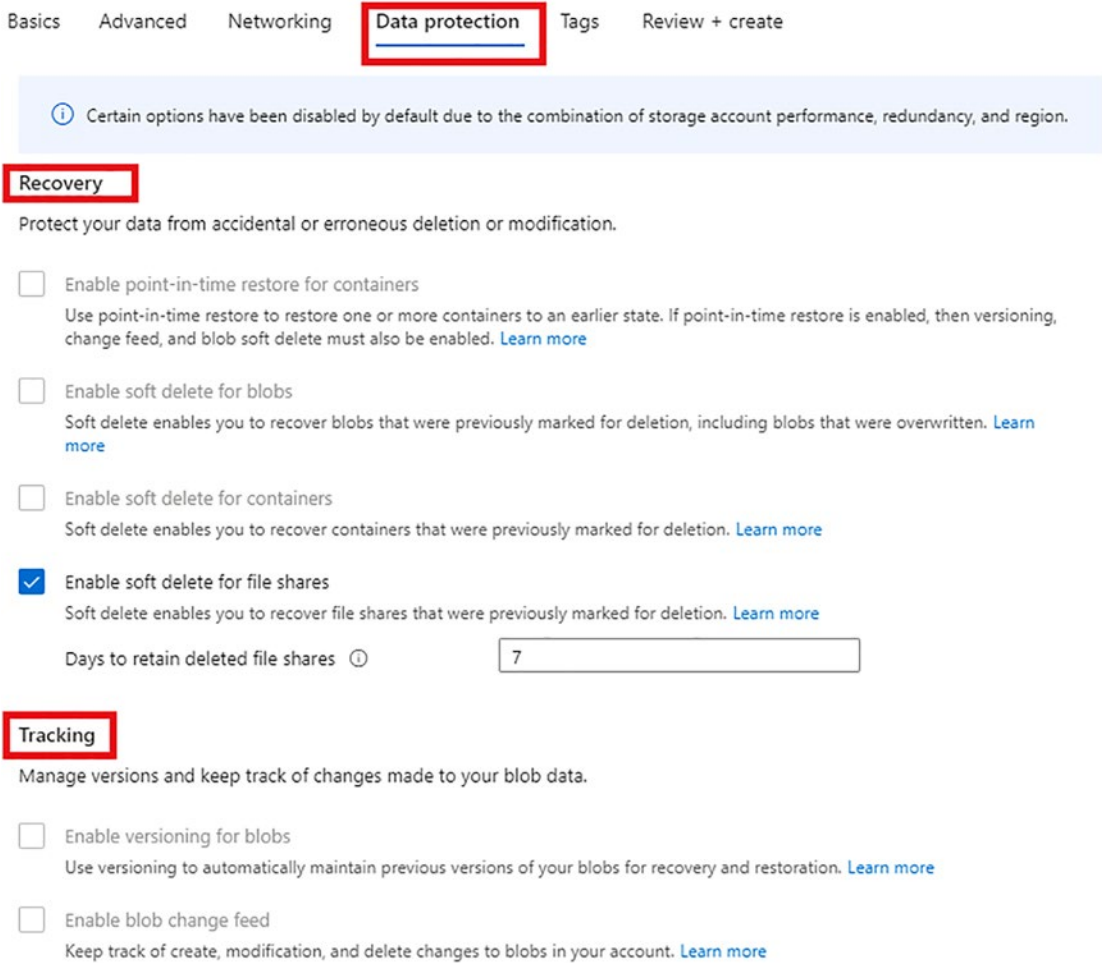 Basics Advanced Networking Data protection Tags Review + create
Certain options have been disabled by default due to the combination of storage account performance, redundancy, and region.
Recovery
Protect your data from accidental or erroneous deletion or modification.
Enable point-in-time restore for containers
Use point-in-time restore to restore one or more containers to an earlier state. If point-in-time restore is enabled, then versioning,
change feed, and blob soft delete must also be enabled. Learn more
Enable soft delete for blobs
Soft delete enables you to recover blobs that were previously marked for deletion, including blobs that were overwritten. Learn
more
Enable soft delete for containers
Soft delete enables you to recover containers that were previously marked for deletion. Learn more
Enable soft delete for file shares
Soft delete enables you to recover file shares that were previously marked for deletion. Learn more
Days to retain deleted file shares 7
Tracking
Manage versions and keep track of changes made to your blob data.
Enable versioning for blobs
Use versioning to automatically maintain previous versions of your blobs for recovery and restoration. Learn more
Enable blob change feed
Keep track of create, modification, and delete changes to blobs in your account. Learn more